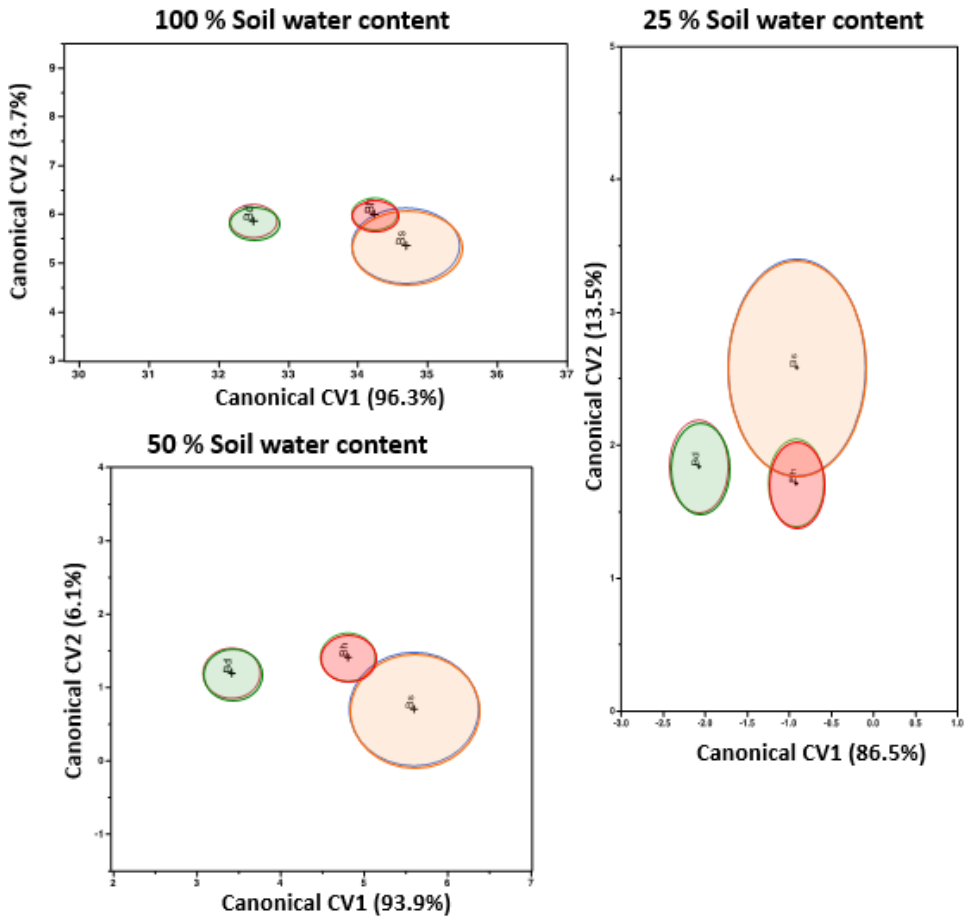 100 % Soil water content
9
8
7
6
5
4
3
30 31 32 33 34 35 36 37
Canonical CV2 (3.7%)
Canonical CV1 (96.3%)
Bd
Bh
Bs
25 % Soil water content
5
4
3
2
1
0
-3.0 -2.5 -2.0 -1.5 -1.0 -0.5 0.0 0.5 1.0
Canonical CV2 (13.5%)
Canonical CV1 (86.5%)
Bs
Bd
Bh
50 % Soil water content
4
3
2
1
0
-1
2 3 4 5 6 7
Canonical CV2 (6.1%)
Canonical CV1 (93.9%)
Bd
Bh
Bs